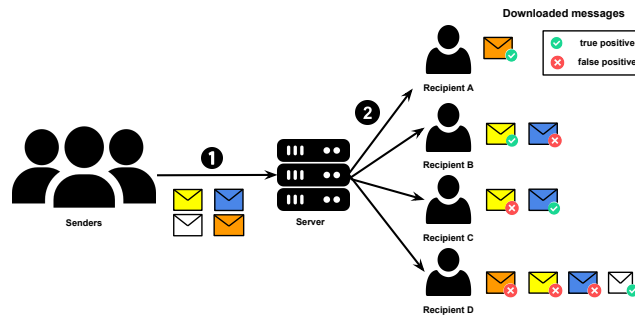 Downloaded messages
true positive
false positive
2
Recipient A
1
Recipient B
Senders
Server
Recipient C
Recipient D